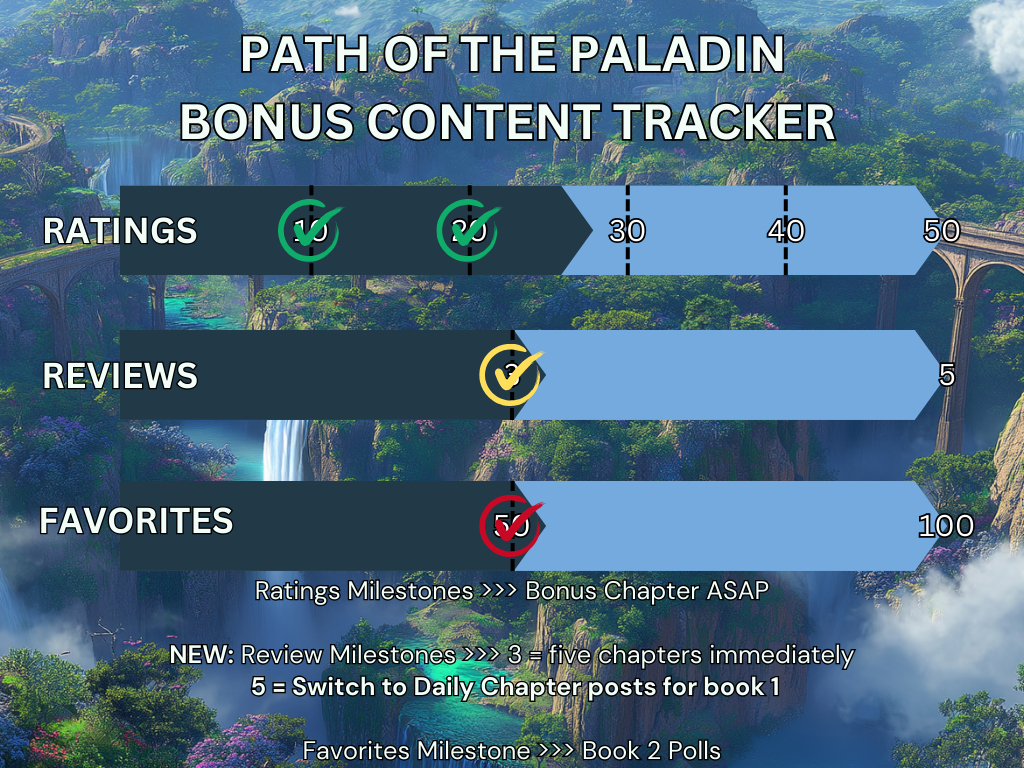 PATH OF THE PALADIN
BONUS CONTENT TRACKER
RATINGS 10 20 30 40 50
REVIEWS 3 5
FAVORITES 50 100
Ratings Milestones >>> Bonus Chapter ASAP
NEW: Review Milestones >>> 3 = five chapters immediately
5 = Switch to Daily Chapter posts for book 1
Favorites Milestone >>> Book 2 Polls